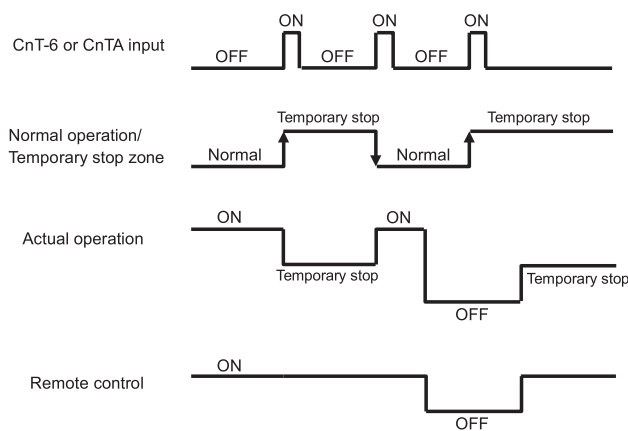 ON ON ON
CnT-6 or CnTA input
OFF OFF OFF
Temporary stop Temporary stop
Normal operation/
Temporary stop zone
Normal Normal
ON ON
Actual operation
Temporary stop Temporary stop
OFF
ON
Remote control
OFF